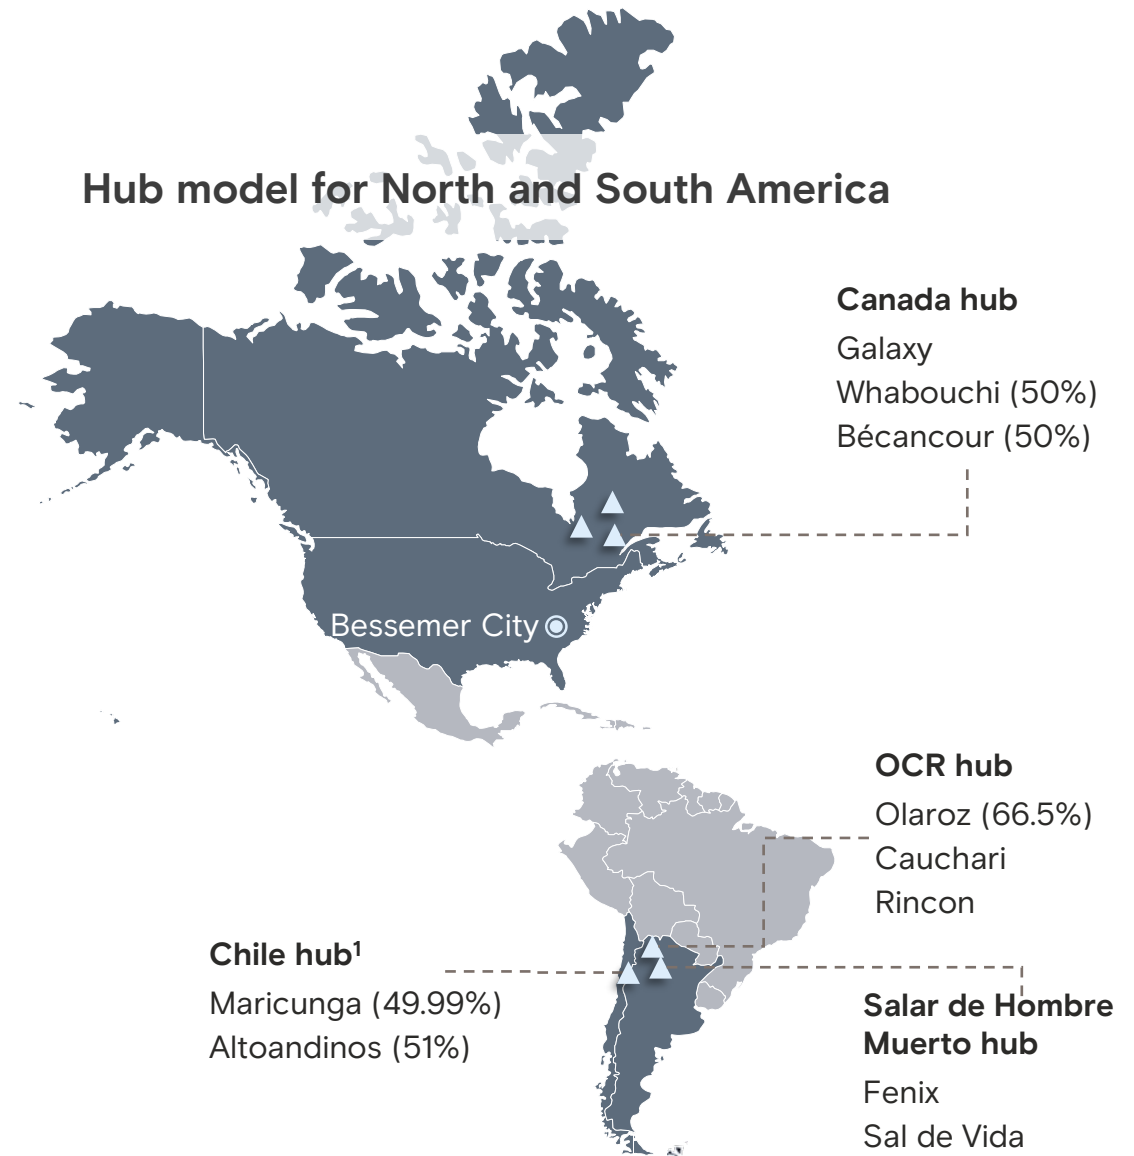 Hub model for North and South America
Canada hub
Galaxy
Whabouchi (50%)
Bécancour (50%)
Bessemer City
OCR hub
Olaroz (66.5%)
Cauchari
Rincon
Chile hub¹
Maricunga (49.99%)
Altoandinos (51%)
Salar de Hombre
Muerto hub
Fenix
Sal de Vida